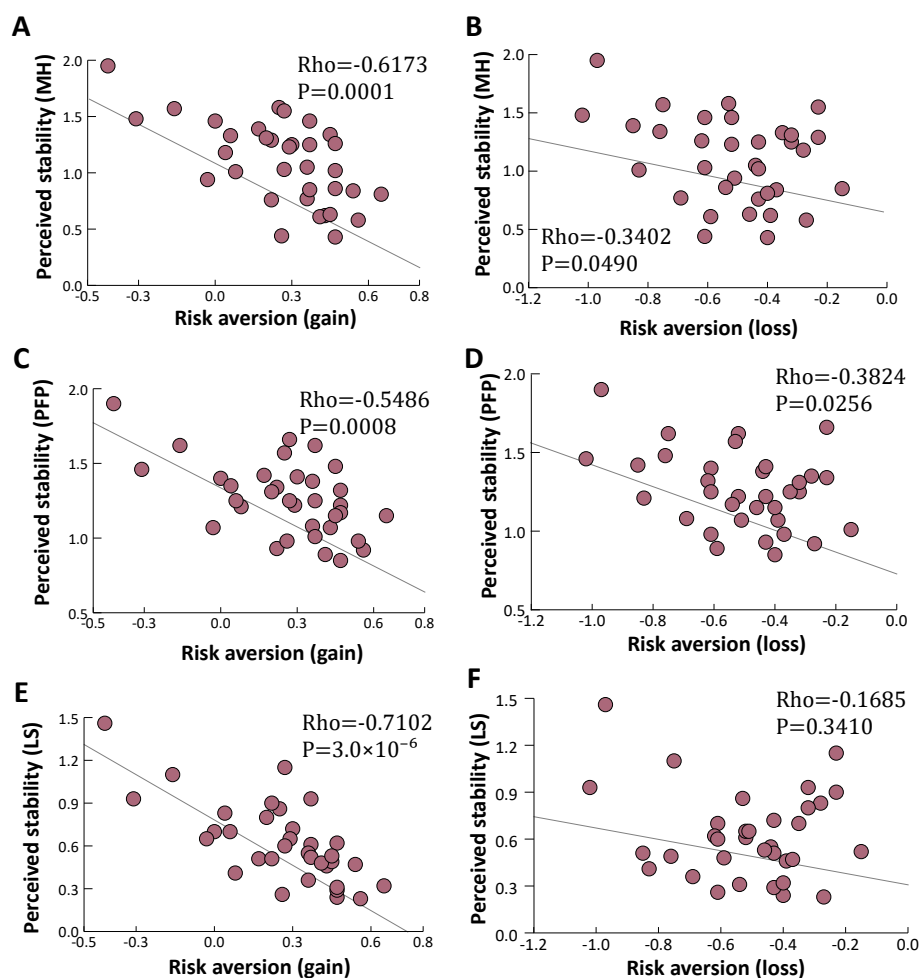 A
Rho=-0.6173
P=0.0001
Perceived stability (MH)
2.0
1.5
1.0
0.5
0.0
-0.5 -0.3 0.0 0.3 0.6 0.8
Risk aversion (gain)
B
Rho=-0.3402
P=0.0490
Perceived stability (MH)
2.0
1.5
1.0
0.5
0.0
-1.2 -1.0 -0.8 -0.6 -0.4 -0.2 0.0
Risk aversion (loss)
C
Rho=-0.5486
P=0.0008
Perceived stability (PFP)
2.0
1.5
1.0
0.5
-0.5 -0.3 0.0 0.3 0.6 0.8
Risk aversion (gain)
D
Rho=-0.3824
P=0.0256
Perceived stability (PFP)
2.0
1.5
1.0
0.5
-1.2 -1.0 -0.8 -0.6 -0.4 -0.2 0.0
Risk aversion (loss)
E
Rho=-0.7102
P=3.0×10⁻⁶
Perceived stability (LS)
1.5
1.2
0.9
0.6
0.3
0.0
-0.5 -0.3 0.0 0.3 0.6 0.8
Risk aversion (gain)
F
Rho=-0.1685
P=0.3410
Perceived stability (LS)
1.5
1.2
0.9
0.6
0.3
0.0
-1.2 -1.0 -0.8 -0.6 -0.4 -0.2 0.0
Risk aversion (loss)